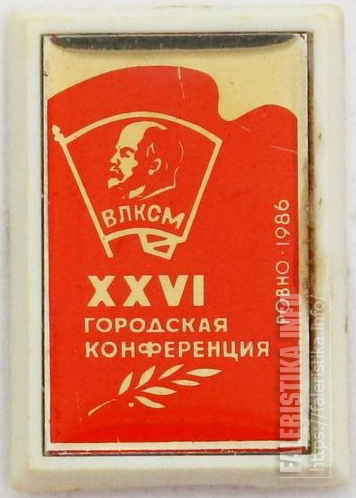 ВЛКСМ
XXVI
ГОРОДСКАЯ
КОНФЕРЕНЦИЯ
РОВНО · 1986
FALERISTIKA.INFO
https://faleristika.info/